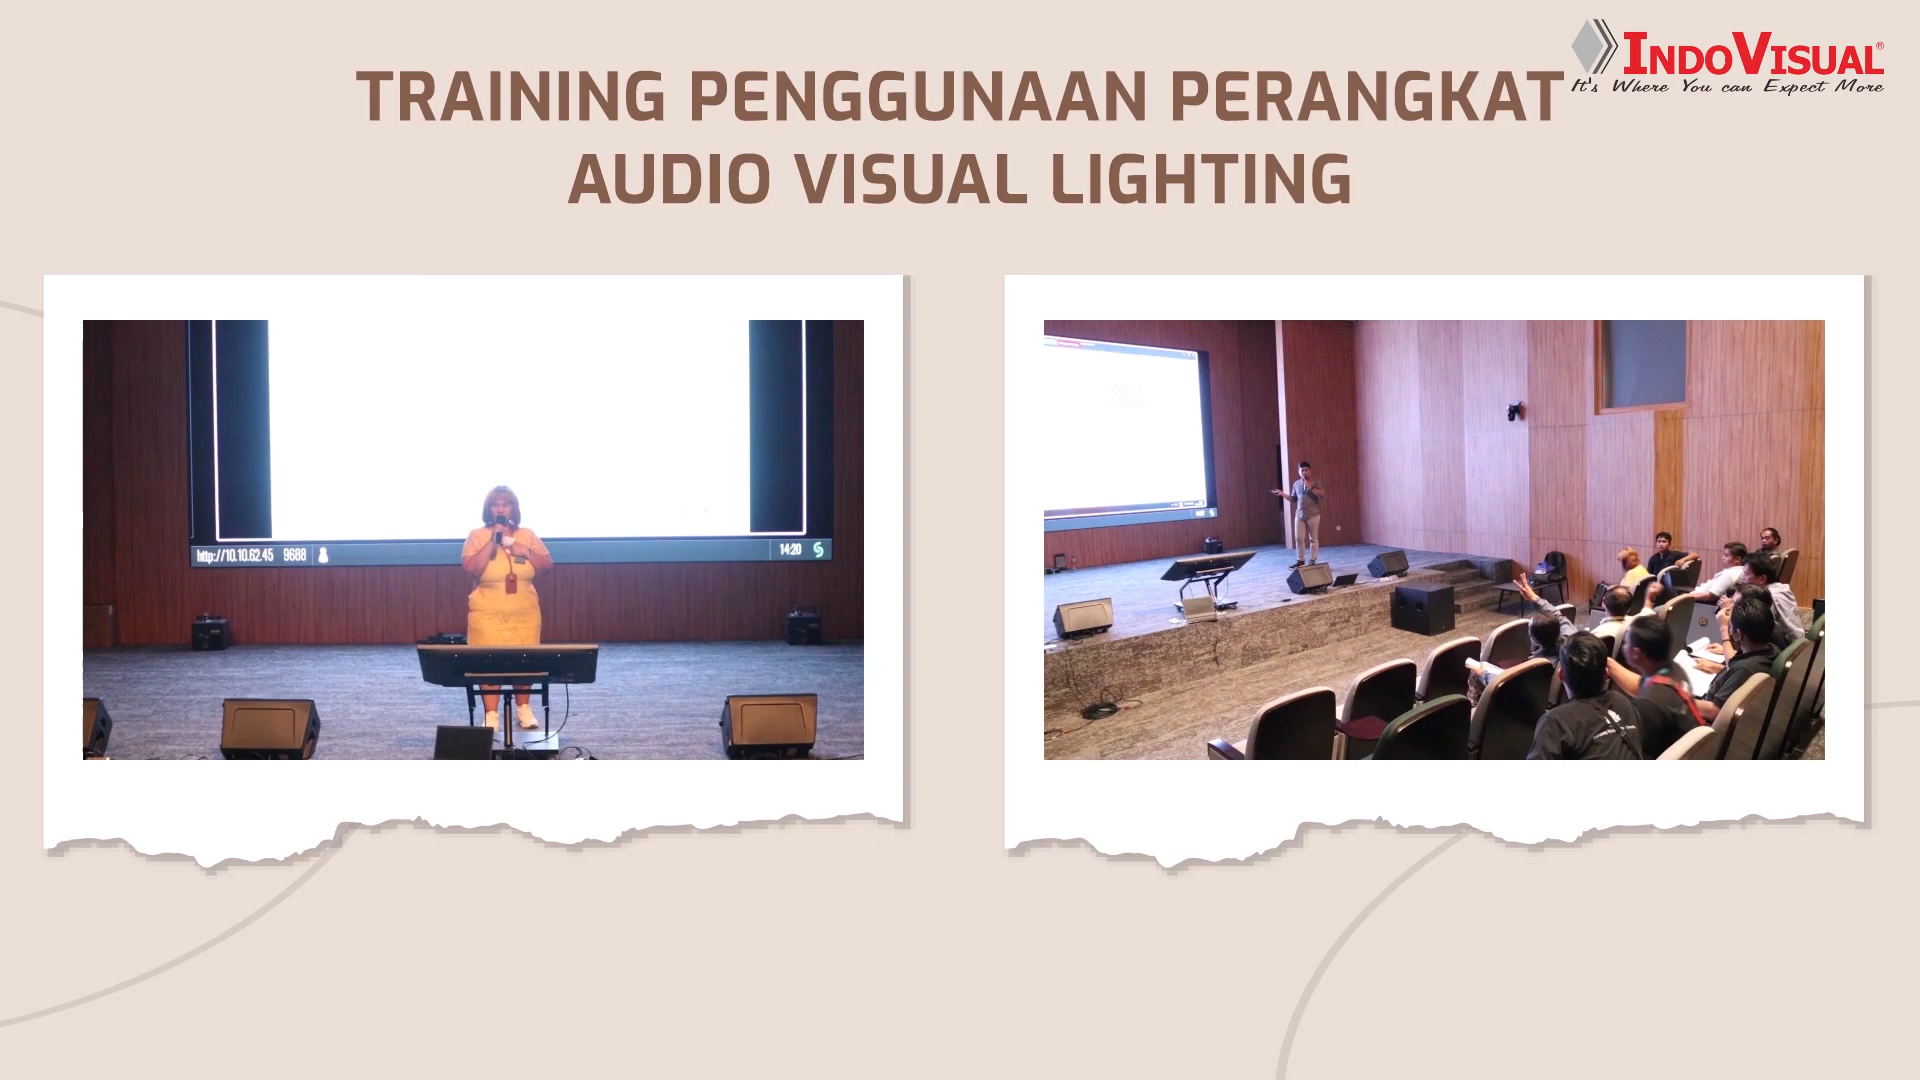 INDOVISUAL®
It's Where You can Expect More
TRAINING PENGGUNAAN PERANGKAT
AUDIO VISUAL LIGHTING
http://10.10.62.45 9688
14:20